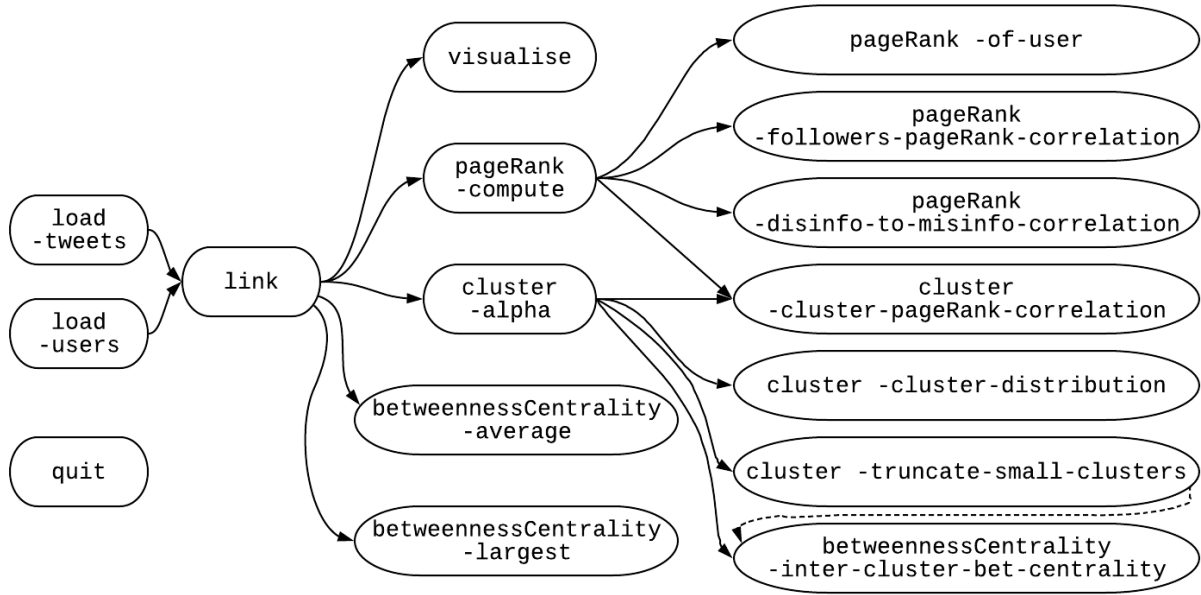 load
-tweets
load
-users
quit
link
visualise
pageRank
-compute
cluster
-alpha
betweennessCentrality
-average
betweennessCentrality
-largest
pageRank -of-user
pageRank
-followers-pageRank-correlation
pageRank
-disinfo-to-misinfo-correlation
cluster
-cluster-pageRank-correlation
cluster -cluster-distribution
cluster -truncate-small-clusters
betweennessCentrality
-inter-cluster-bet-centrality